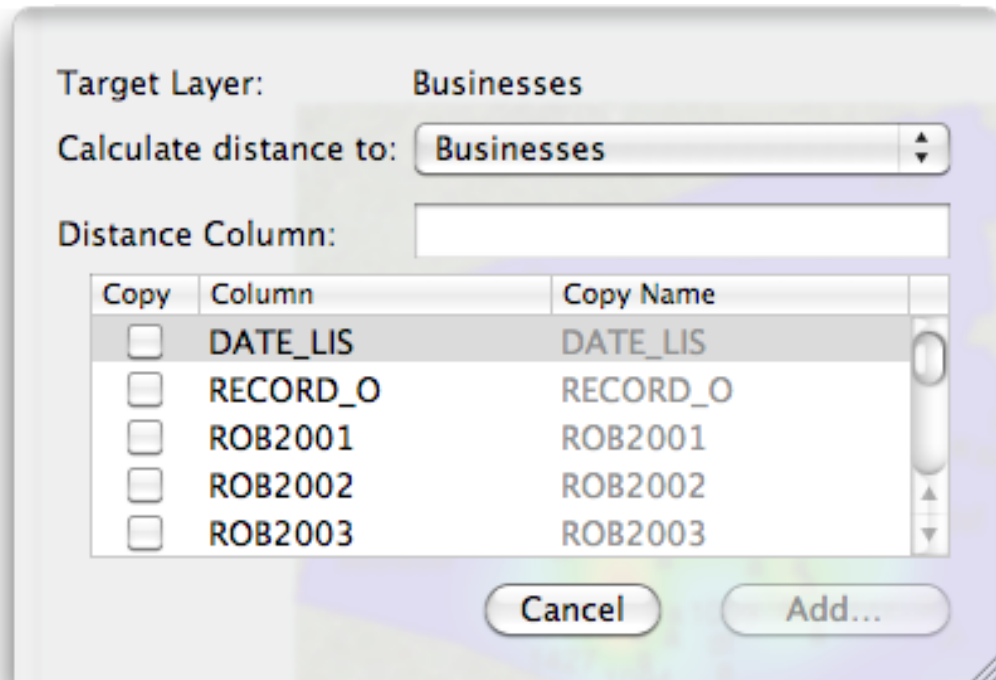 Target Layer: Businesses
Calculate distance to: Businesses
Distance Column:
Copy Column Copy Name
DATE_LIS DATE_LIS
RECORD_O RECORD_O
ROB2001 ROB2001
ROB2002 ROB2002
ROB2003 ROB2003
Cancel Add...